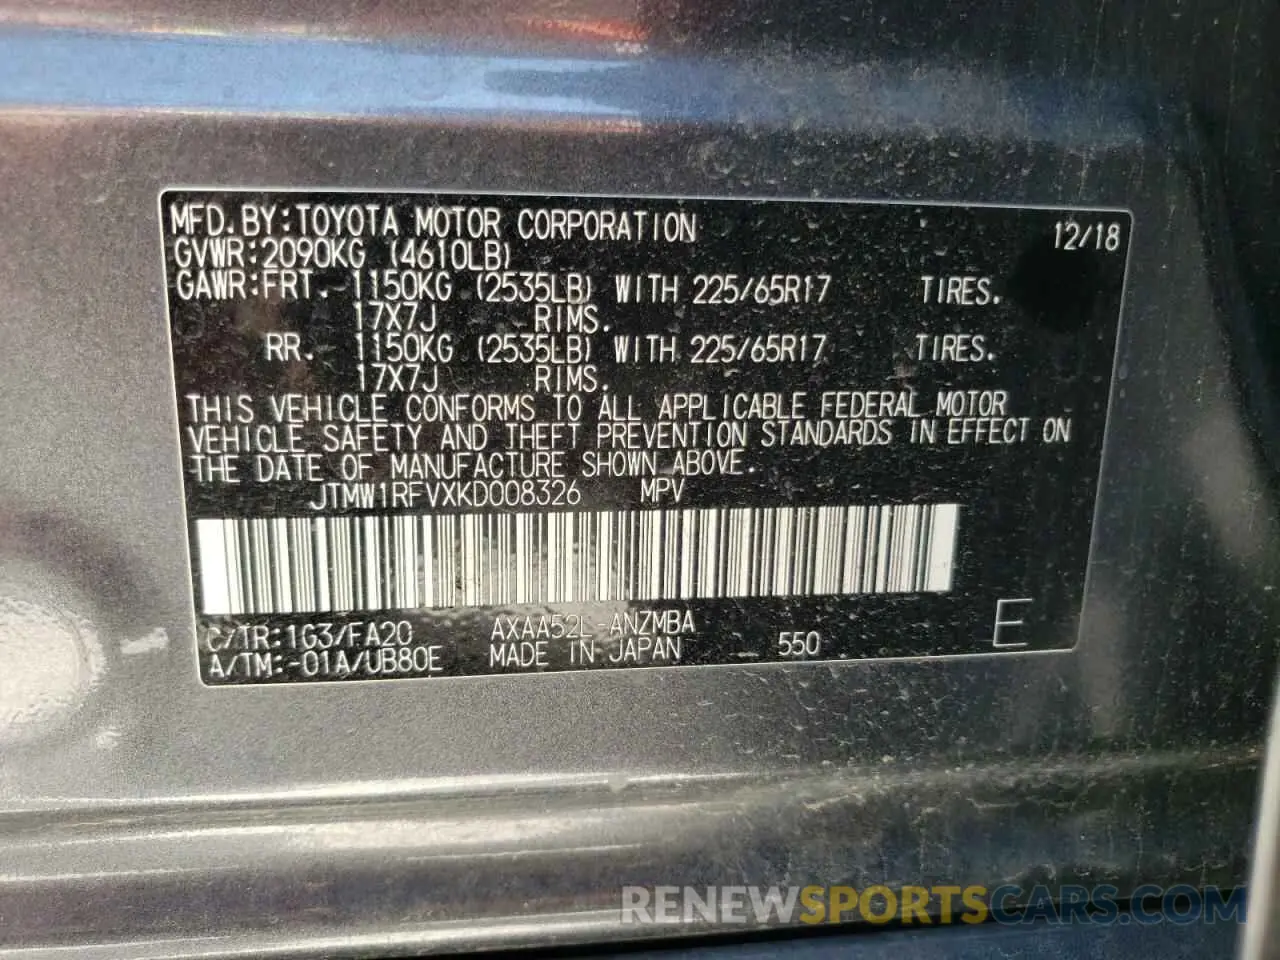 MFD.BY:TOYOTA MOTOR CORPORATION 12/18
GVWR:2090KG (4610LB)
GAWR:FRT. 1150KG (2535LB) WITH 225/65R17 TIRES.
17X7J RIMS.
RR. 1150KG (2535LB) WITH 225/65R17 TIRES.
17X7J RIMS.
THIS VEHICLE CONFORMS TO ALL APPLICABLE FEDERAL MOTOR
VEHICLE SAFETY AND THEFT PREVENTION STANDARDS IN EFFECT ON
THE DATE OF MANUFACTURE SHOWN ABOVE.
JTMW1RFVXKD008326 MPV
C/TR:1G3/FA20 AXAA52L-ANZMBA
A/TM:-01A/UB80E MADE IN JAPAN 550 E
RENEWSPORTSCARS.COM